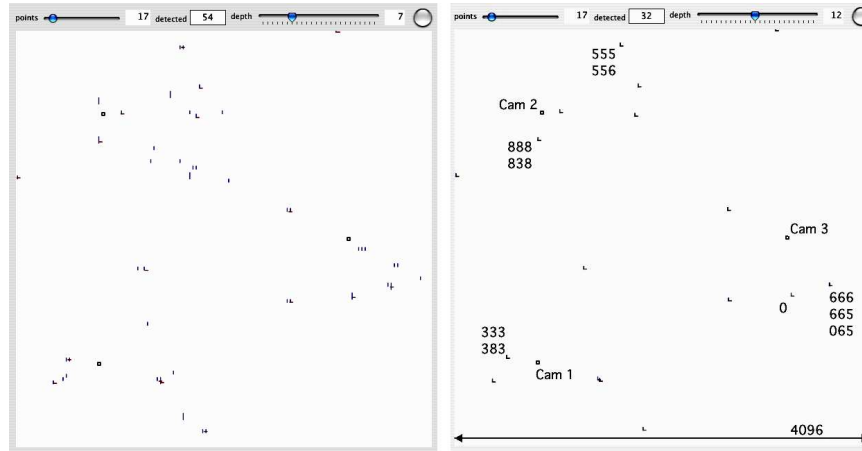 points 17 detected 54 depth 7
points 17 detected 32 depth 12
555
556
Cam 2
888
838
Cam 3
666
0
665
065
333
383
Cam 1
4096